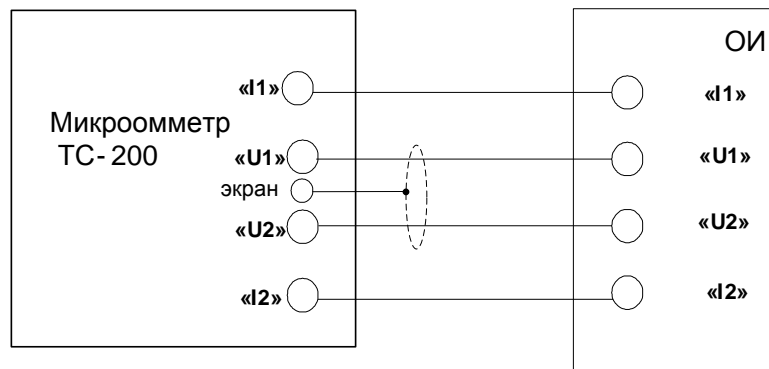 ОИ
«I1»
«I1»
Микроомметр
ТС- 200
«U1»
«U1»
экран
«U2»
«U2»
«I2»
«I2»